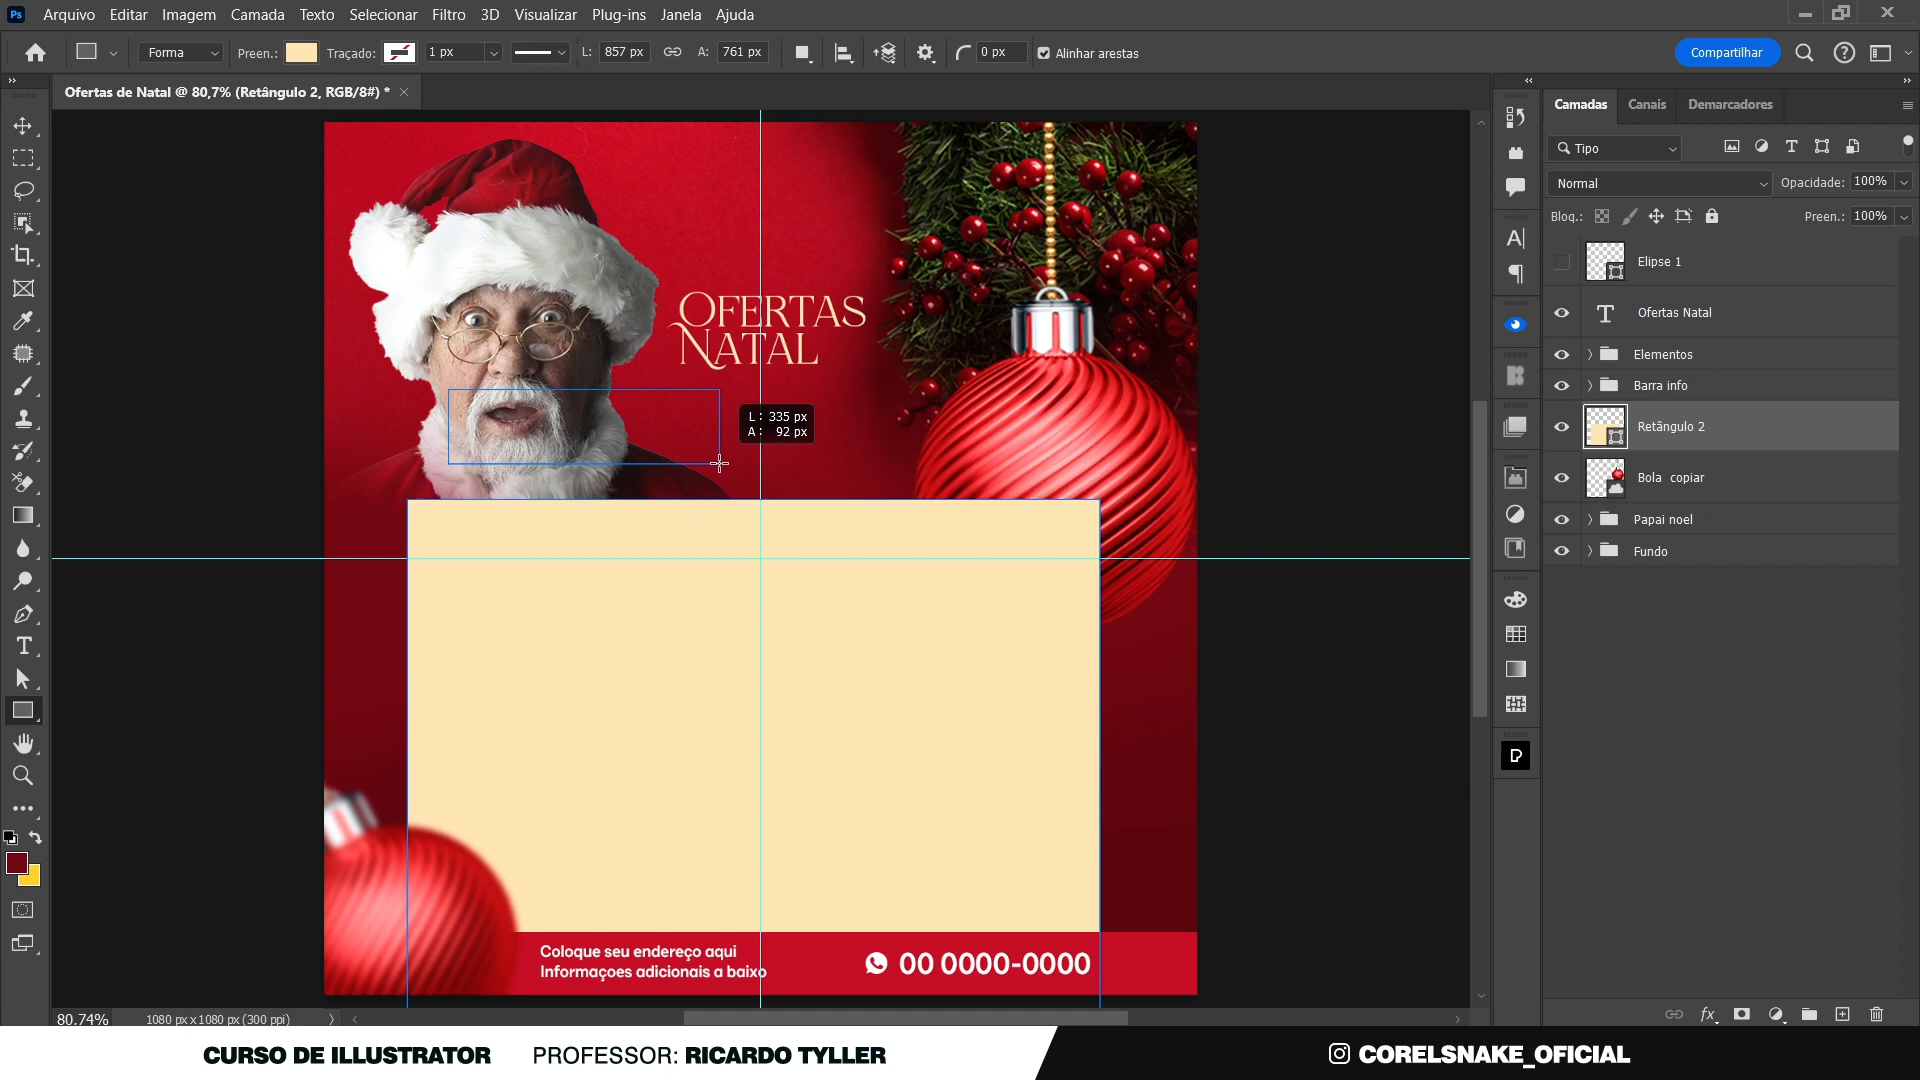 Ps Arquivo Editar Imagem Camada Texto Selecionar Filtro 3D Visualizar Plug-ins Janela Ajuda
Forma Preen.: Traçado: 1 px L: 857 px A: 761 px 0 px Alinhar arestas Compartilhar
Ofertas de Natal @ 80,7% (Retângulo 2, RGB/8#) *
Camadas Canais Demarcadores
Tipo
Normal Opacidade: 100%
Bloq.: Preen.: 100%
Elipse 1
Ofertas Natal
Elementos
Barra info
Retângulo 2
Bola copiar
Papai noel
Fundo
OFERTAS
NATAL
L: 335 px
A: 92 px
Coloque seu endereço aqui
Informaçoes adicionais a baixo
00 0000-0000
80,74% 1080 px x 1080 px (300 ppi)
CURSO DE ILLUSTRATOR PROFESSOR: RICARDO TYLLER CORELSNAKE_OFICIAL